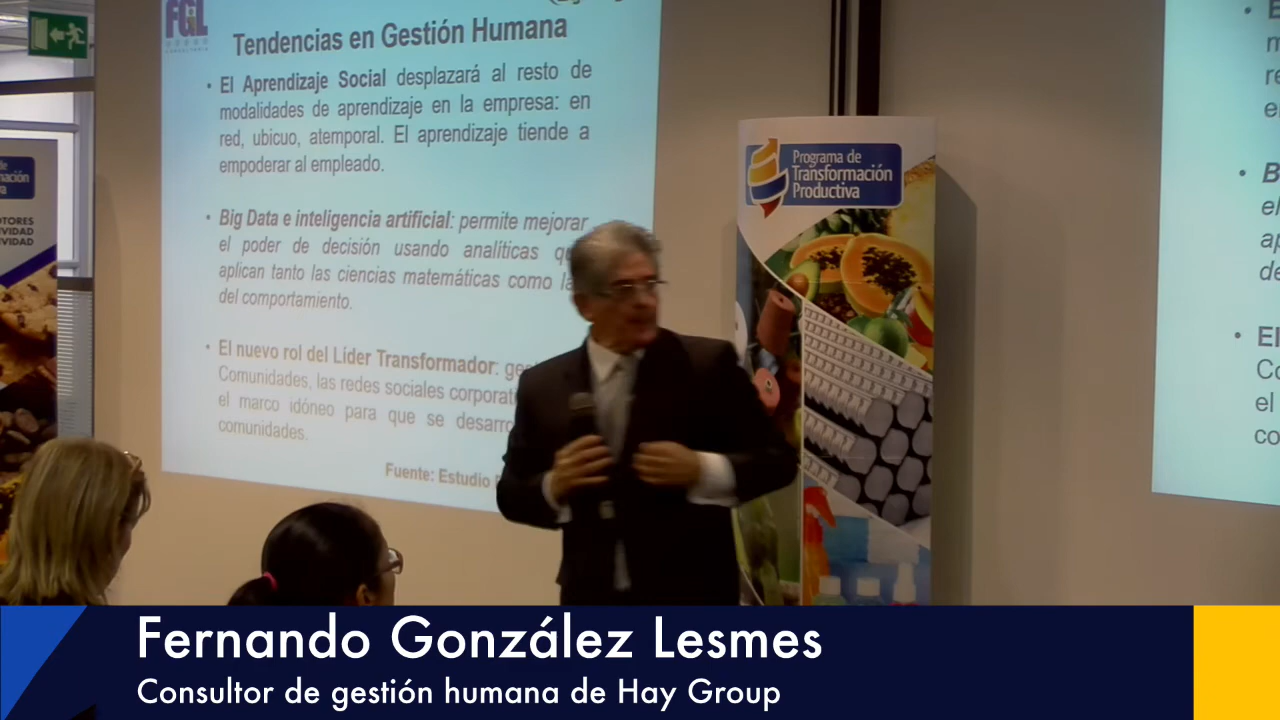 FGL
CONSULTORIA
Tendencias en Gestión Humana
• El Aprendizaje Social desplazará al resto de
modalidades de aprendizaje en la empresa: en
red, ubicuo, atemporal. El aprendizaje tiende a
empoderar al empleado.
• Big Data e inteligencia artificial: permite mejorar
el poder de decisión usando analíticas
aplican tanto las ciencias matemáticas como
del comportamiento.
• El nuevo rol del Líder Transformador:
Comunidades, las redes sociales
el marco idóneo para que se
comunidades.
Fuente: Estudio
Programa de
Transformación
Productiva
Fernando González Lesmes
Consultor de gestión humana de Hay Group